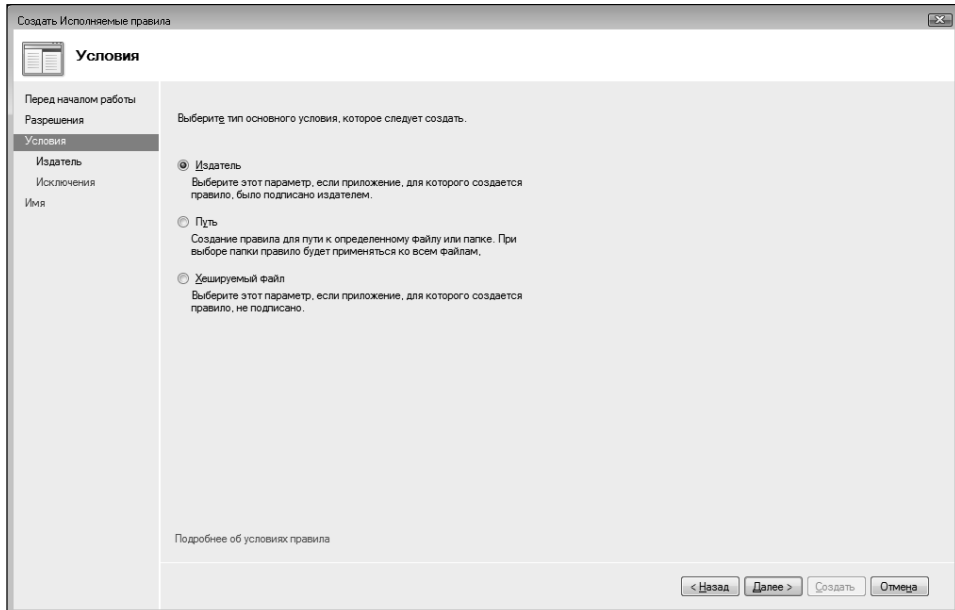 Создать Исполняемые правила
Условия
Перед началом работы
Разрешения
Условия
Издатель
Исключения
Имя
Выберите тип основного условия, которое следует создать.
Издатель
Выберите этот параметр, если приложение, для которого создается
правило, было подписано издателем.
Путь
Создание правила для пути к определенному файлу или папке. При
выборе папки правило будет применяться ко всем файлам,
Хешируемый файл
Выберите этот параметр, если приложение, для которого создается
правило, не подписано.
Подробнее об условиях правила
< Назад Далее > Создать Отмена